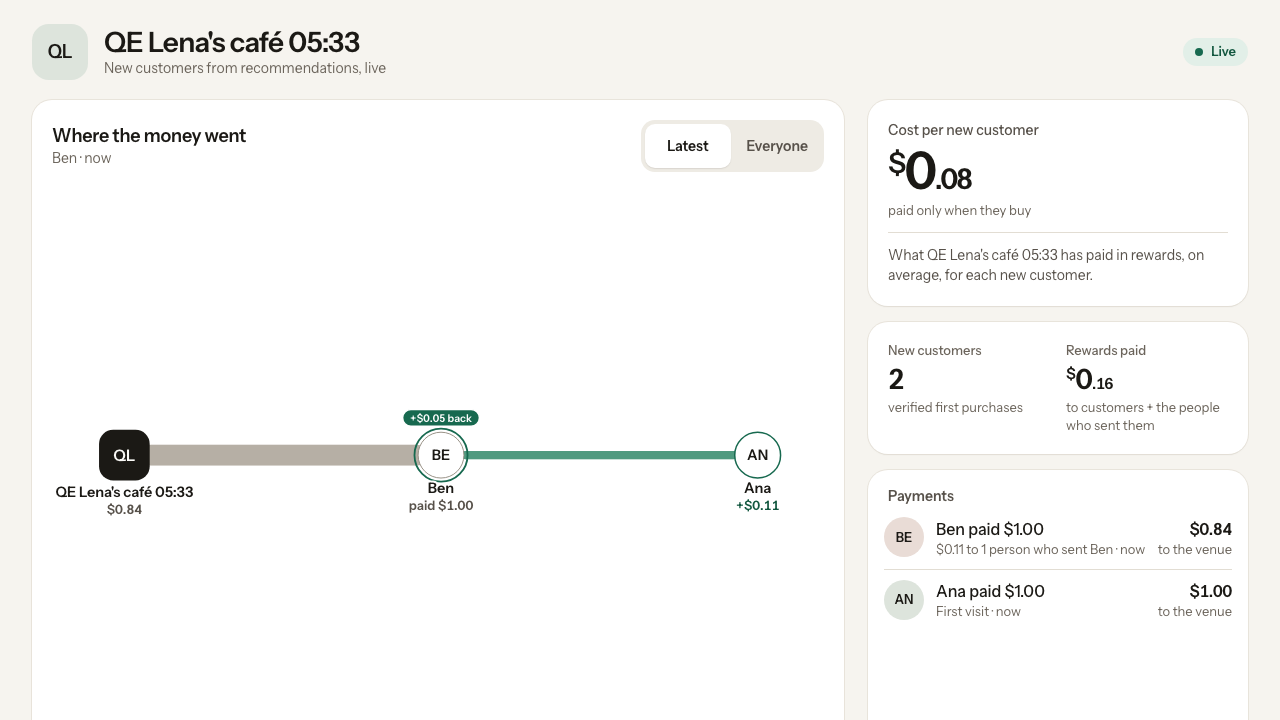 QL
QE Lena's café 05:33
New customers from recommendations, live
Live
Where the money went
Ben · now
Latest
Everyone
+$0.05 back
QL
BE
AN
QE Lena's café 05:33
$0.84
Ben
paid $1.00
Ana
+$0.11
Cost per new customer
$0.08
paid only when they buy
What QE Lena's café 05:33 has paid in rewards, on
average, for each new customer.
New customers
2
verified first purchases
Rewards paid
$0.16
to customers + the people
who sent them
Payments
BE
Ben paid $1.00
$0.84
$0.11 to 1 person who sent Ben · now
to the venue
AN
Ana paid $1.00
$1.00
First visit · now
to the venue